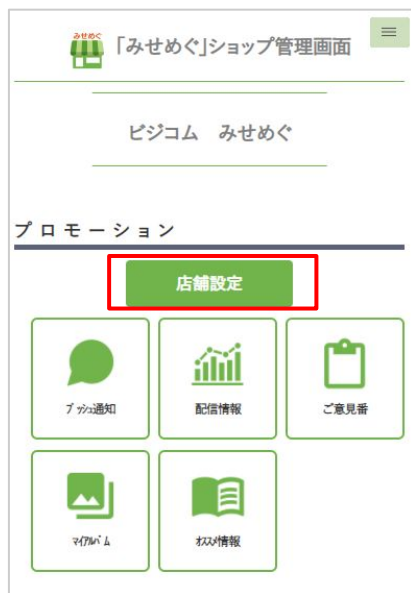 みせめぐ
「みせめぐ」ショップ管理画面
ビジコム みせめぐ
プロモーション
店舗設定
プッシュ通知
配信情報
ご意見番
マイアルバム
オススメ情報